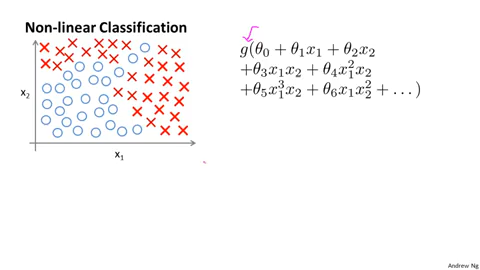 Non-linear Classification
x₂
x₁
g(θ₀ + θ₁x₁ + θ₂x₂
+θ₃x₁x₂ + θ₄x₁²x₂
+θ₅x₁³x₂ + θ₆x₁x₂² + . . . )
Andrew Ng